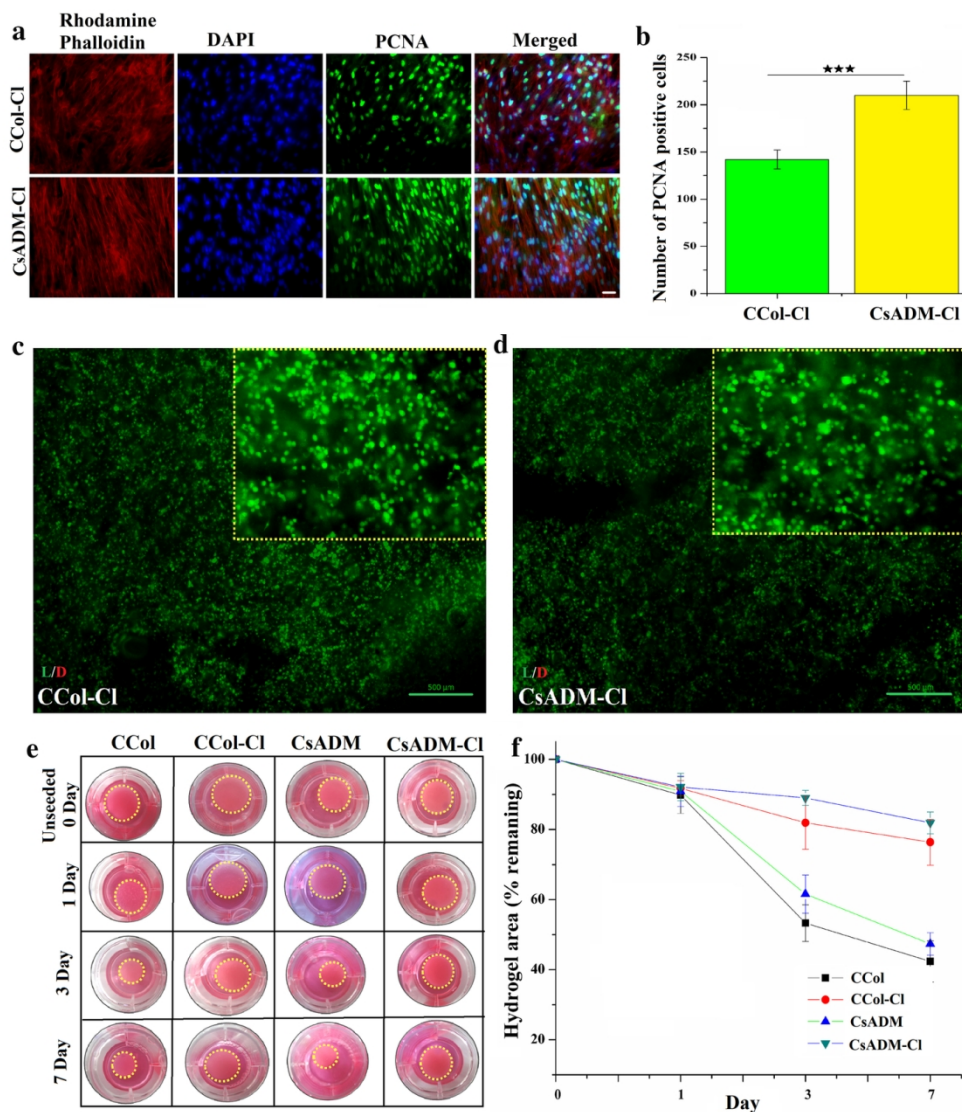 a
Rhodamine
Phalloidin
DAPI
PCNA
Merged
CCol-Cl
CsADM-Cl
b
★★★
Number of PCNA positive cells
250
200
150
100
50
0
CCol-Cl
CsADM-Cl
c
L/D
CCol-Cl
500 µm
d
L/D
CsADM-Cl
500 µm
e
CCol
CCol-Cl
CsADM
CsADM-Cl
Unseeded
0 Day
1 Day
3 Day
7 Day
f
Hydrogel area (% remaining)
100
80
60
40
20
10
CCol
CCol-Cl
CsADM
CsADM-Cl
0
1
3
7
Day